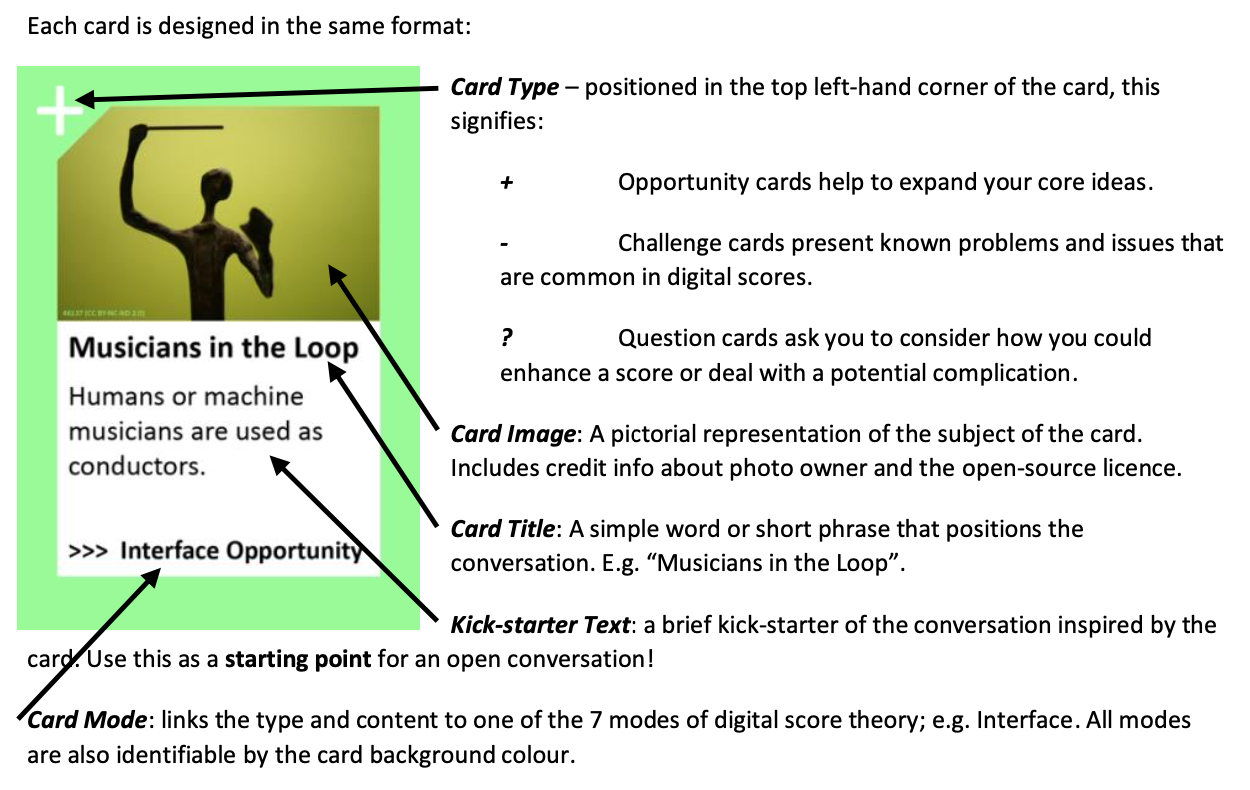 Each card is designed in the same format:
+
46137 (CC BY-NC-ND 2.0)
Musicians in the Loop
Humans or machine
musicians are used as
conductors.
>>> Interface Opportunity
Card Type – positioned in the top left-hand corner of the card, this
signifies:
+ Opportunity cards help to expand your core ideas.
- Challenge cards present known problems and issues that
are common in digital scores.
? Question cards ask you to consider how you could
enhance a score or deal with a potential complication.
Card Image: A pictorial representation of the subject of the card.
Includes credit info about photo owner and the open-source licence.
Card Title: A simple word or short phrase that positions the
conversation. E.g. “Musicians in the Loop”.
Kick-starter Text: a brief kick-starter of the conversation inspired by the
card. Use this as a starting point for an open conversation!
Card Mode: links the type and content to one of the 7 modes of digital score theory; e.g. Interface. All modes
are also identifiable by the card background colour.